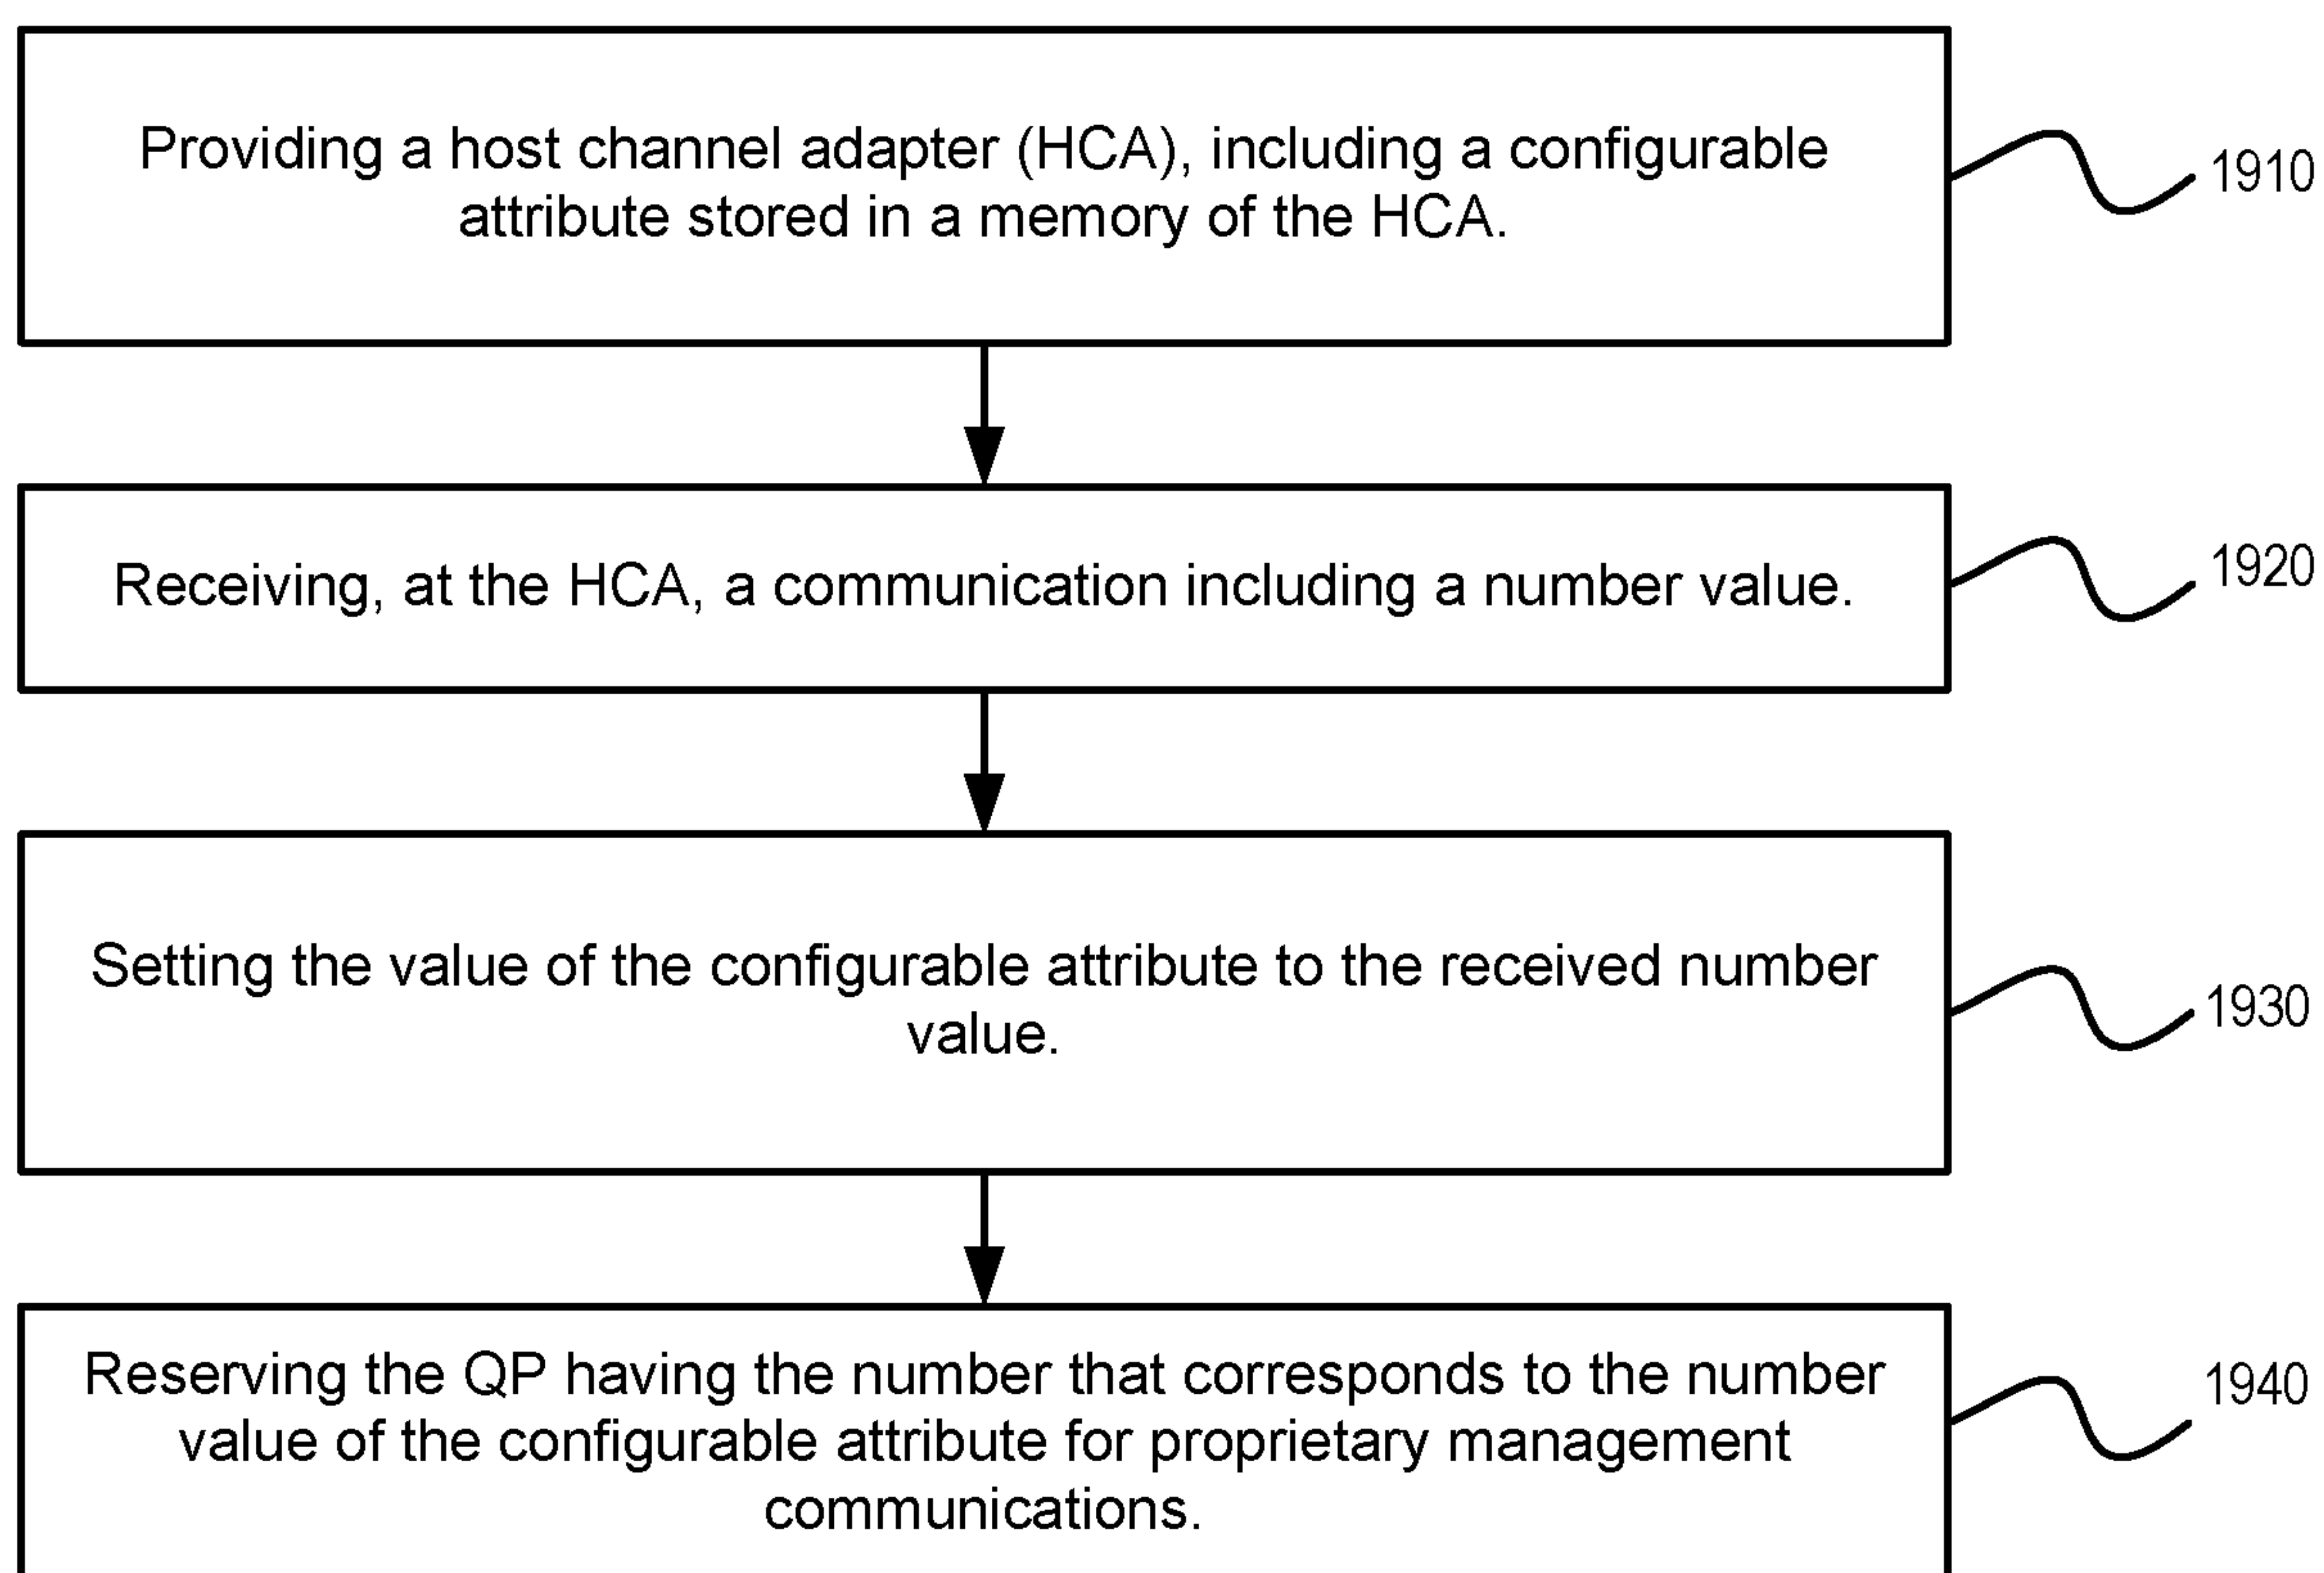 Providing a host channel adapter (HCA), including a configurable
attribute stored in a memory of the HCA.
1910
Receiving, at the HCA, a communication including a number value.
1920
Setting the value of the configurable attribute to the received number
value.
1930
Reserving the QP having the number that corresponds to the number
value of the configurable attribute for proprietary management
communications.
1940